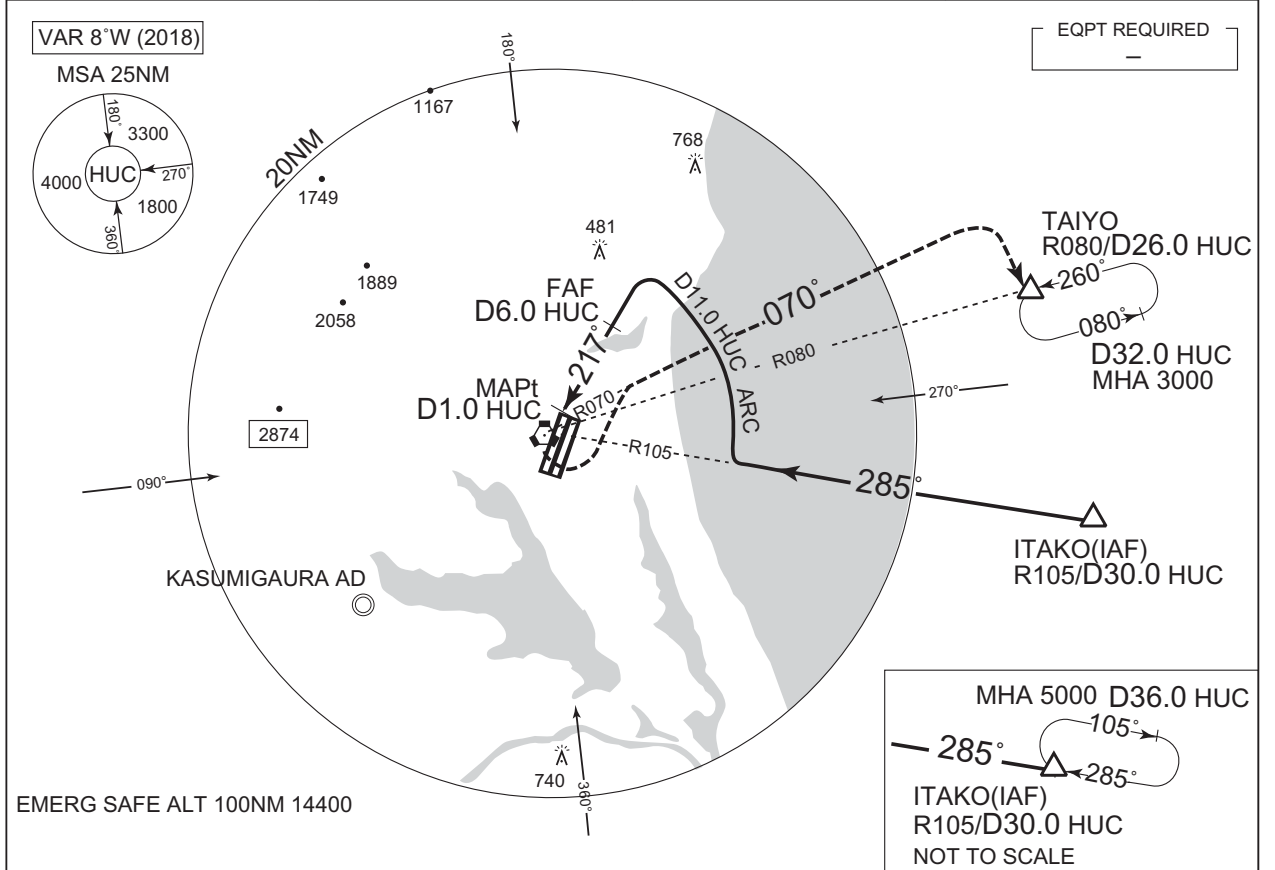 VAR 8˚W (2018)
MSA 25NM
180˚
3300
HUC
270˚
4000
1800
360˚
EQPT REQUIRED
–
180˚
1167
20NM
1749
768
481
1889
2058
FAF
D6.0 HUC
217˚
D11.0 HUC ARC
070˚
TAIYO
R080/D26.0 HUC
260˚
080˚
D32.0 HUC
MHA 3000
R080
R070
MAPt
D1.0 HUC
270˚
2874
R105
285˚
090˚
ITAKO(IAF)
R105/D30.0 HUC
KASUMIGAURA AD
740
360˚
EMERG SAFE ALT 100NM 14400
MHA 5000 D36.0 HUC
105˚
285˚
285˚
ITAKO(IAF)
R105/D30.0 HUC
NOT TO SCALE